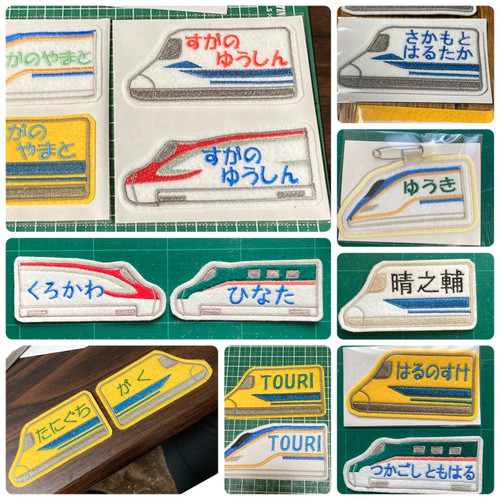 がのやまと
がの
やまと
すがの
ゆうしん
すがの
ゆうしん
さかもと
はるたか
ゆうき
くろかわ
ひなた
晴之輔
たにぐち
がく
TOURI
TOURI
はるのすけ
つかごしともはる